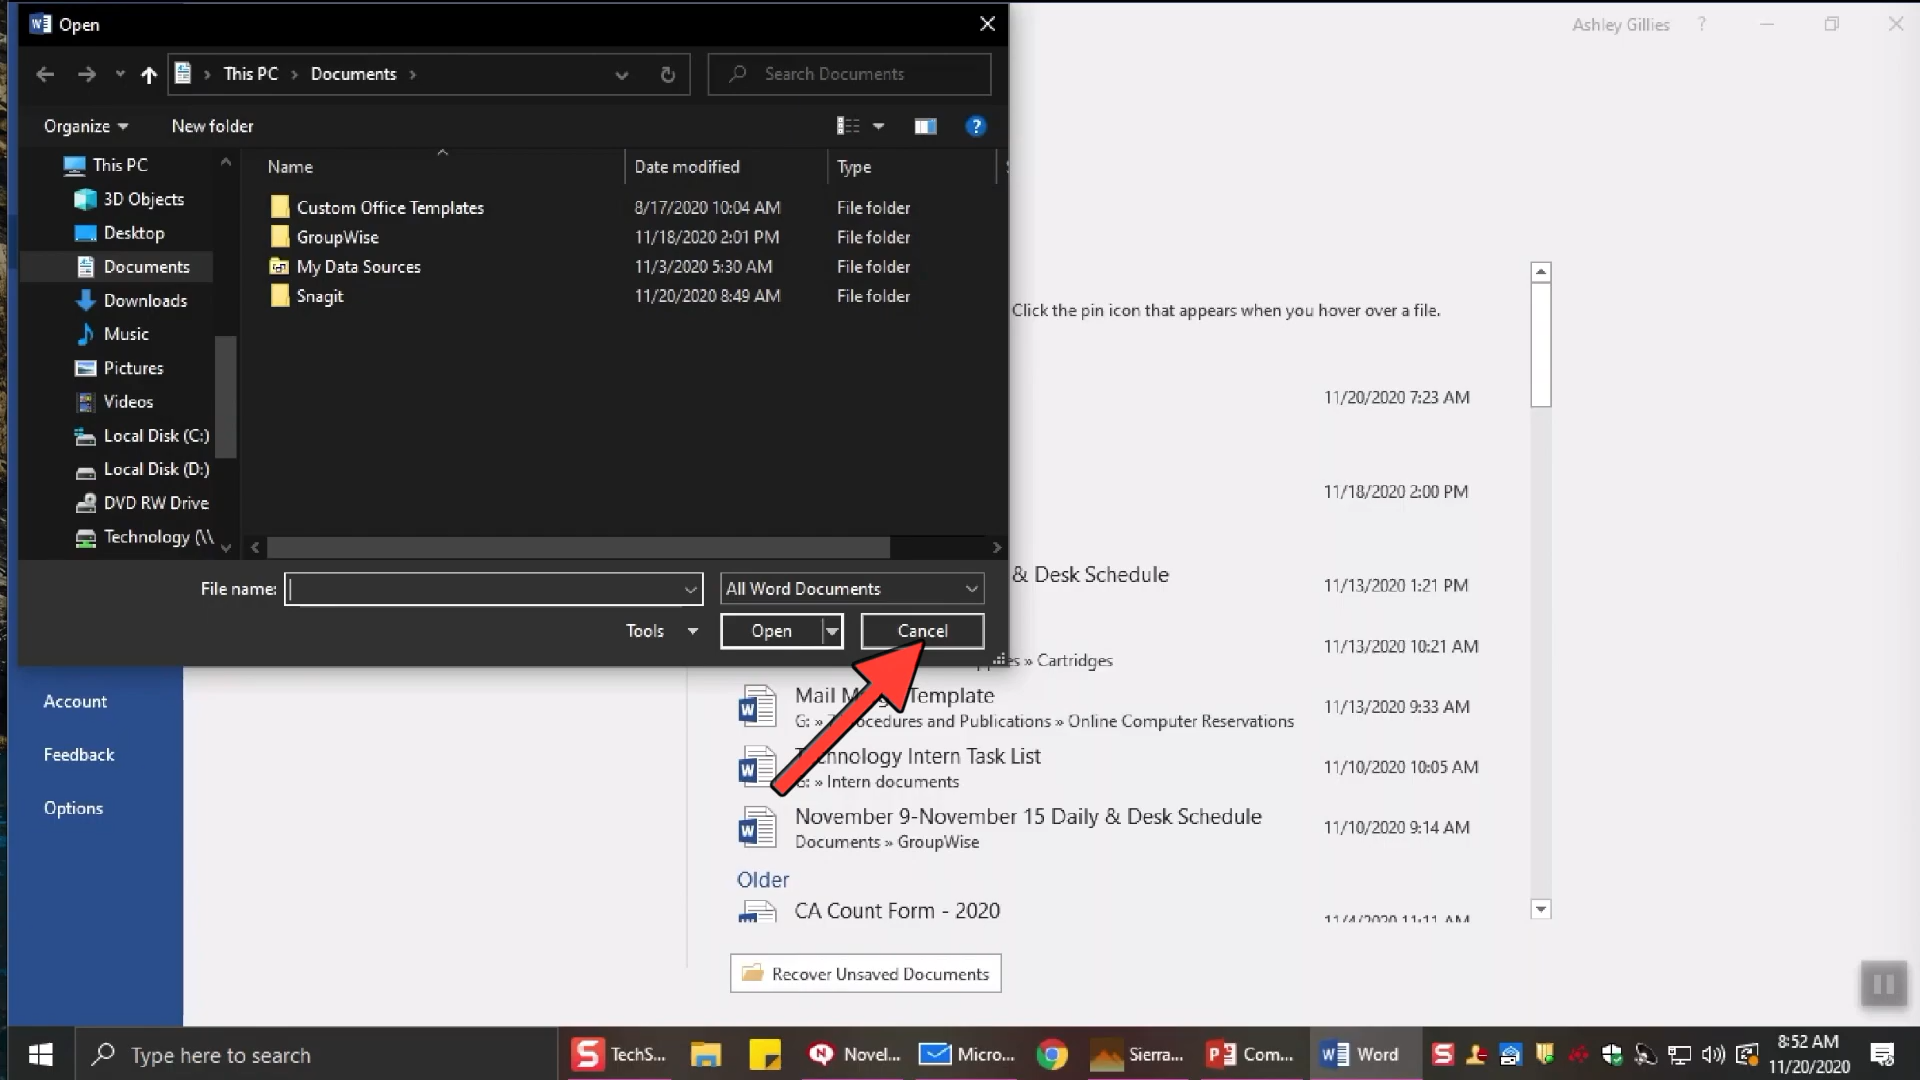 Open
Ashley Gillies ?
This PC > Documents >
Search Documents
Organize
New folder
?
Name
Date modified
Type
This PC
3D Objects
Desktop
Documents
Downloads
Music
Pictures
Videos
Local Disk (C:)
Local Disk (D:)
DVD RW Drive
Technology (\\
Custom Office Templates 8/17/2020 10:04 AM File folder
GroupWise 11/18/2020 2:01 PM File folder
My Data Sources 11/3/2020 5:30 AM File folder
Snagit 11/20/2020 8:49 AM File folder
File name:
All Word Documents
Tools
Open
Cancel
Click the pin icon that appears when you hover over a file.
11/20/2020 7:23 AM
11/18/2020 2:00 PM
& Desk Schedule
11/13/2020 1:21 PM
11/13/2020 10:21 AM
» Cartridges
Account
Feedback
Options
Mail Template
G: » and Publications » Online Computer Reservations
11/13/2020 9:33 AM
Technology Intern Task List
» Intern documents
11/10/2020 10:05 AM
November 9-November 15 Daily & Desk Schedule
Documents » GroupWise
11/10/2020 9:14 AM
Older
CA Count Form - 2020
11/4/2020 11:11 AM
Recover Unsaved Documents
Type here to search
TechS...
Novel...
Micro...
Sierra...
Com...
Word
8:52 AM
11/20/2020